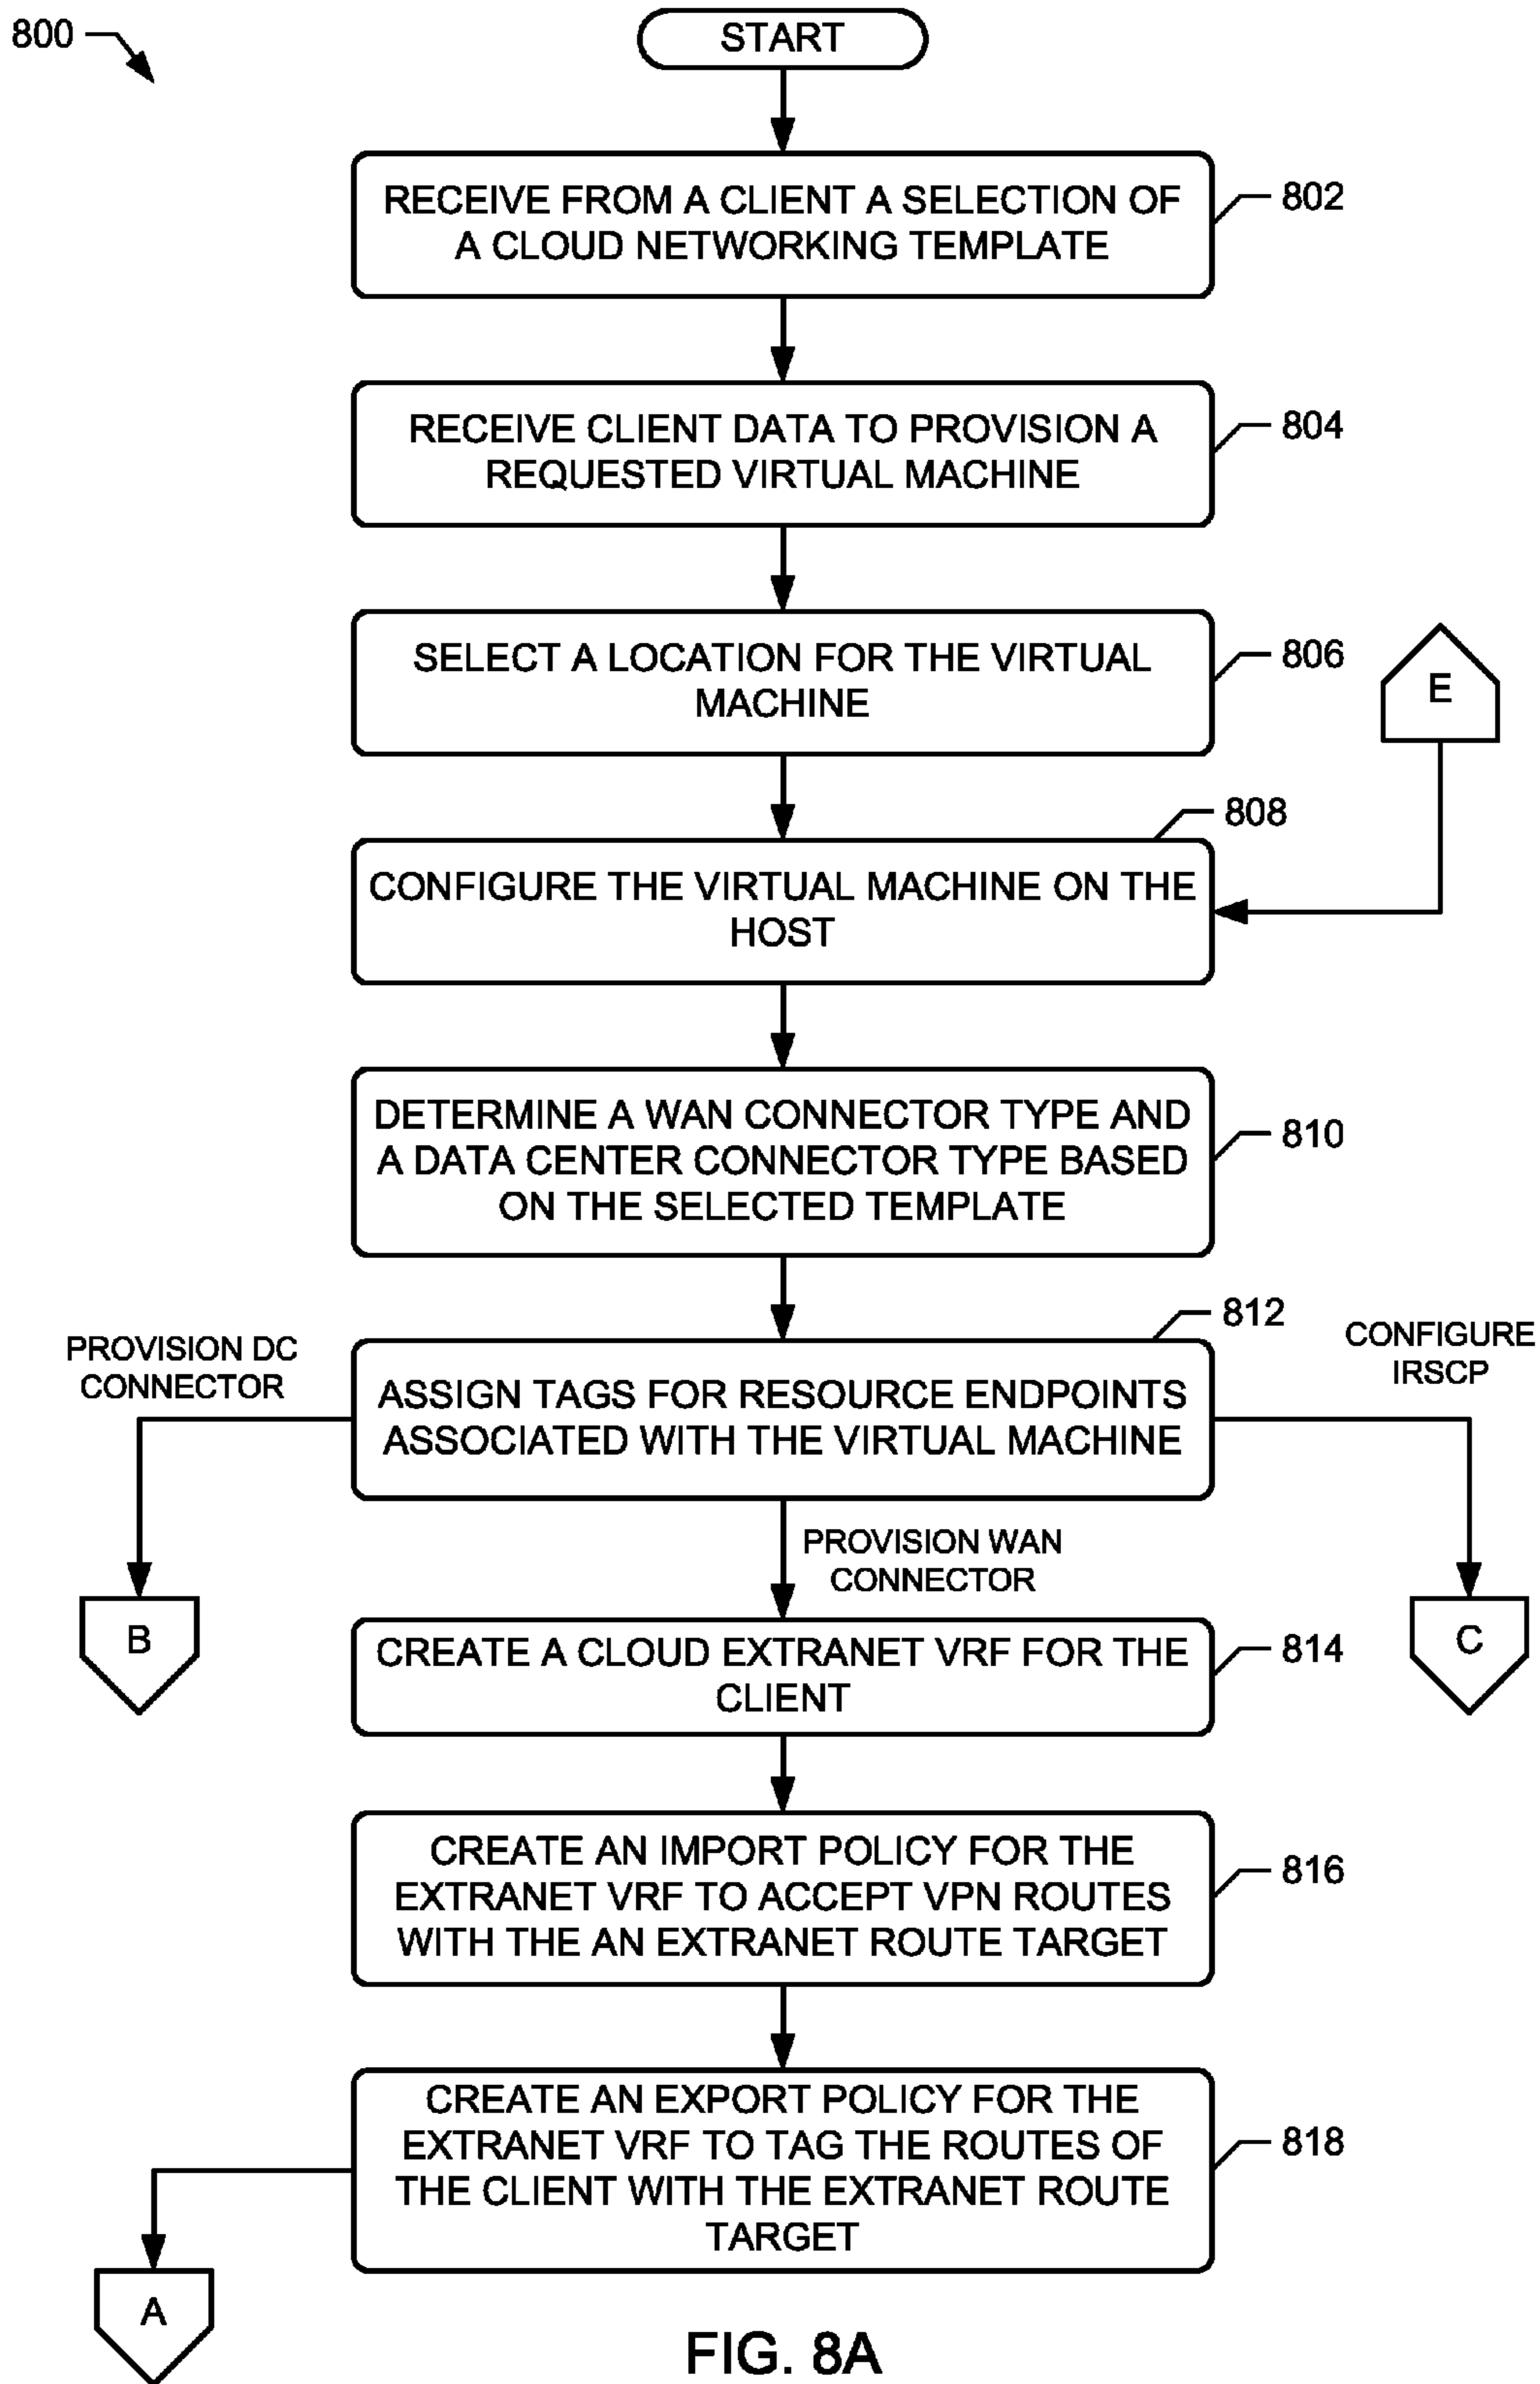 800
START
RECEIVE FROM A CLIENT A SELECTION OF
A CLOUD NETWORKING TEMPLATE
802
RECEIVE CLIENT DATA TO PROVISION A
REQUESTED VIRTUAL MACHINE
804
SELECT A LOCATION FOR THE VIRTUAL
MACHINE
806
E
808
CONFIGURE THE VIRTUAL MACHINE ON THE
HOST
DETERMINE A WAN CONNECTOR TYPE AND
A DATA CENTER CONNECTOR TYPE BASED
ON THE SELECTED TEMPLATE
810
812
PROVISION DC
CONNECTOR
ASSIGN TAGS FOR RESOURCE ENDPOINTS
ASSOCIATED WITH THE VIRTUAL MACHINE
CONFIGURE
IRSCP
PROVISION WAN
CONNECTOR
B
CREATE A CLOUD EXTRANET VRF FOR THE
CLIENT
814
C
CREATE AN IMPORT POLICY FOR THE
EXTRANET VRF TO ACCEPT VPN ROUTES
WITH THE AN EXTRANET ROUTE TARGET
816
CREATE AN EXPORT POLICY FOR THE
EXTRANET VRF TO TAG THE ROUTES OF
THE CLIENT WITH THE EXTRANET ROUTE
TARGET
818
A
FIG. 8A